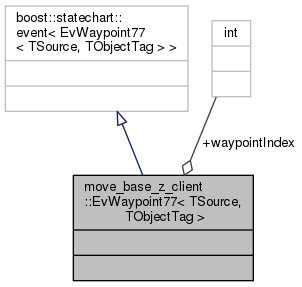 boost::statechart::
event< EvWaypoint77
< TSource, TObjectTag > >
int
+waypointIndex
move_base_z_client
::EvWaypoint77< TSource,
TObjectTag >